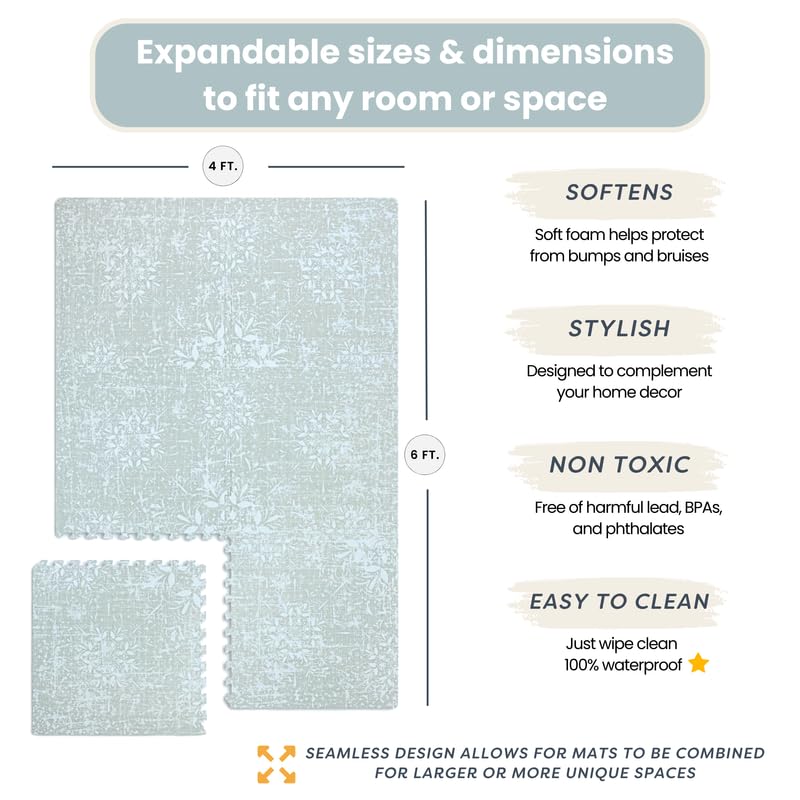 Expandable sizes & dimensions
to fit any room or space
4 FT.
6 FT.
SOFTENS
Soft foam helps protect
from bumps and bruises
STYLISH
Designed to complement
your home decor
NON TOXIC
Free of harmful lead, BPAs,
and phthalates
EASY TO CLEAN
Just wipe clean
100% waterproof
SEAMLESS DESIGN ALLOWS FOR MATS TO BE COMBINED
FOR LARGER OR MORE UNIQUE SPACES